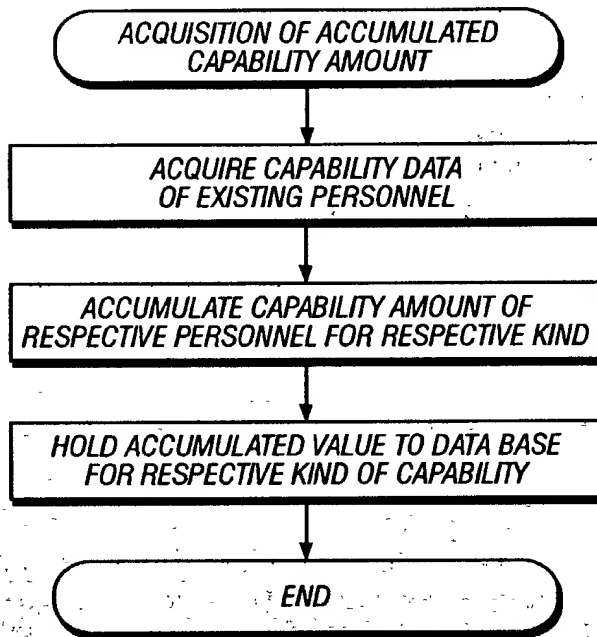 ACQUISITION OF ACCUMULATED
CAPABILITY AMOUNT
ACQUIRE CAPABILITY DATA
OF EXISTING PERSONNEL
ACCUMULATE CAPABILITY AMOUNT OF
RESPECTIVE PERSONNEL FOR RESPECTIVE KIND
HOLD ACCUMULATED VALUE TO DATA BASE
FOR RESPECTIVE KIND OF CAPABILITY
END